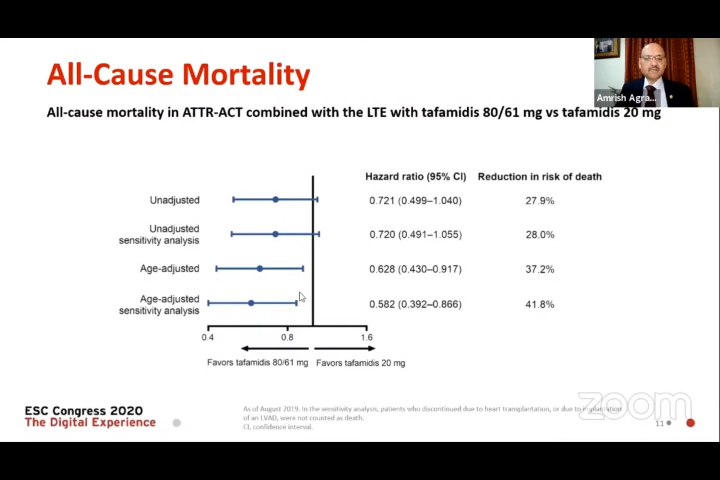 All-Cause Mortality
Amrish Agra...
All-cause mortality in ATTR-ACT combined with the LTE with tafamidis 80/61 mg vs tafamidis 20 mg
Hazard ratio (95% CI) Reduction in risk of death
Unadjusted 0.721 (0.499–1.040) 27.9%
Unadjusted
sensitivity analysis 0.720 (0.491–1.055) 28.0%
Age-adjusted 0.628 (0.430–0.917) 37.2%
Age-adjusted
sensitivity analysis 0.582 (0.392–0.866) 41.8%
0.4 0.8 1.6
Favors tafamidis 80/61 mg Favors tafamidis 20 mg
ESC Congress 2020
The Digital Experience
As of August 2019. In the sensitivity analysis, patients who discontinued due to heart transplantation, or due to implantation
of an LVAD, were not counted as death.
CI, confidence interval.
zoom
11